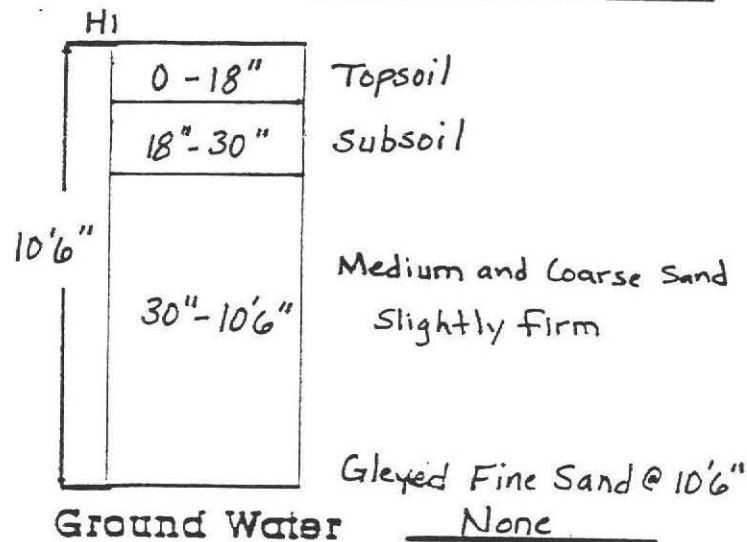 H1
0 - 18" Topsoil
18" - 30" Subsoil
10'6"
30" - 10'6" Medium and Coarse Sand
Slightly Firm
Gleyed Fine Sand @ 10'6"
Ground Water None